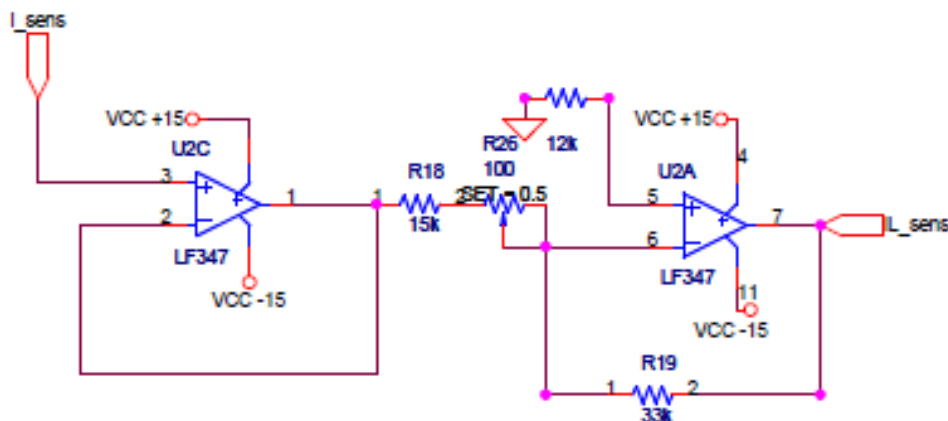 I_sens
VCC +15
U2C
3
2
1
LF347
VCC -15
1
R18
15k
2
R26
100
SET = 0.5
12k
VCC +15
4
U2A
5
6
7
LF347
11
VCC -15
IL_sens
R19
1
2
33k